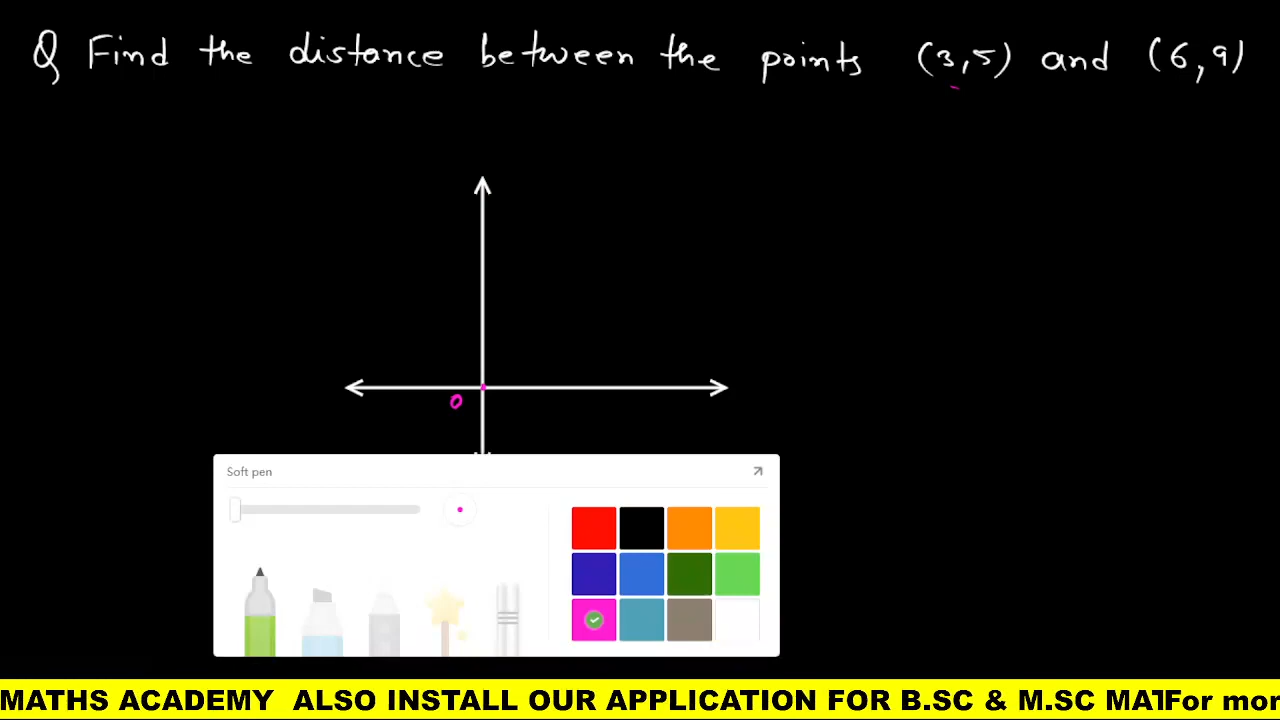 Q Find the distance between the points (3,5) and (6,9)
0
Soft pen
MATHS ACADEMY ALSO INSTALL OUR APPLICATION FOR B.SC & M.SC MAT For mor